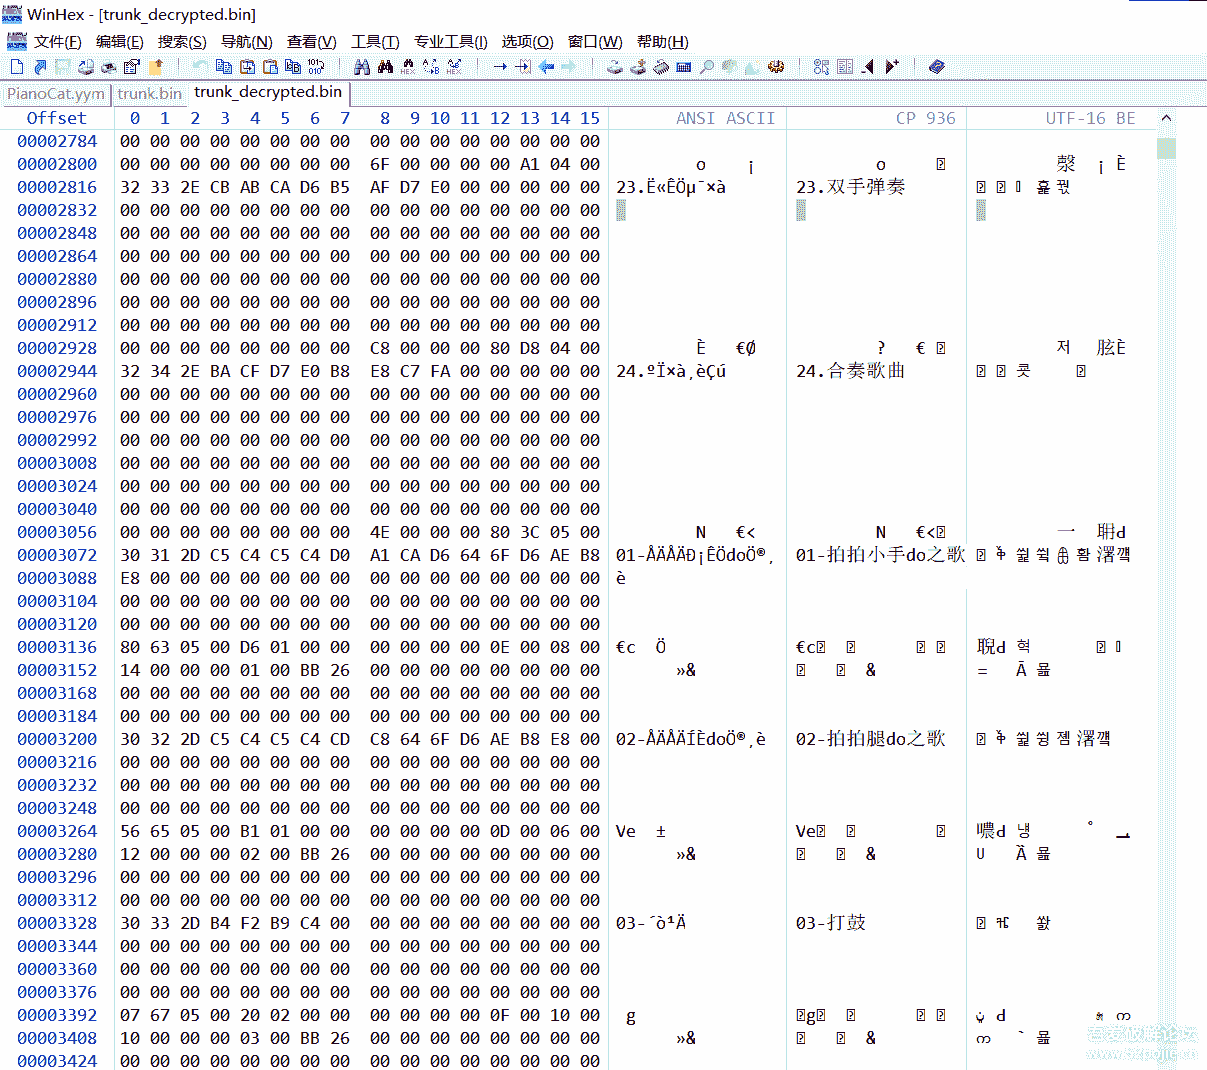 WinHex - [trunk_decrypted.bin]
文件(F) 编辑(E) 搜索(S) 导航(N) 查看(V) 工具(T) 专业工具(I) 选项(O) 窗口(W) 帮助(H)
PianoCat.yym trunk.bin trunk_decrypted.bin
Offset 0 1 2 3 4 5 6 7 8 9 10 11 12 13 14 15 ANSI ASCII CP 936 UTF-16 BE
00002784 00 00 00 00 00 00 00 00 00 00 00 00 00 00 00 00
00002800 00 00 00 00 00 00 00 00 6F 00 00 00 00 A1 04 00 o ¡ o ¡ È
00002816 32 33 2E CB AB CA D6 B5 AF D7 E0 00 00 00 00 00 23.Ë«ÊÖµ¯×à 23.双手弹奏
00002832 00 00 00 00 00 00 00 00 00 00 00 00 00 00 00 00
00002848 00 00 00 00 00 00 00 00 00 00 00 00 00 00 00 00
00002864 00 00 00 00 00 00 00 00 00 00 00 00 00 00 00 00
00002880 00 00 00 00 00 00 00 00 00 00 00 00 00 00 00 00
00002896 00 00 00 00 00 00 00 00 00 00 00 00 00 00 00 00
00002912 00 00 00 00 00 00 00 00 00 00 00 00 00 00 00 00
00002928 00 00 00 00 00 00 00 00 C8 00 00 00 80 D8 04 00 È €Ø ? € 저 胘È
00002944 32 34 2E BA CF D7 E0 B8 E8 C7 FA 00 00 00 00 00 24.ºÏ×à¸èÇú 24.合奏歌曲
00002960 00 00 00 00 00 00 00 00 00 00 00 00 00 00 00 00
00002976 00 00 00 00 00 00 00 00 00 00 00 00 00 00 00 00
00002992 00 00 00 00 00 00 00 00 00 00 00 00 00 00 00 00
00003008 00 00 00 00 00 00 00 00 00 00 00 00 00 00 00 00
00003024 00 00 00 00 00 00 00 00 00 00 00 00 00 00 00 00
00003040 00 00 00 00 00 00 00 00 00 00 00 00 00 00 00 00
00003056 00 00 00 00 00 00 00 00 4E 00 00 00 80 3C 05 00 N €< N €< 一
00003072 30 31 2D C5 C4 C5 C4 D0 A1 CA D6 64 6F D6 AE B8 01-ÅÄÅÄÐ¡ÊÖdoÖ®¸ 01-拍拍小手do之歌
00003088 E8 00 00 00 00 00 00 00 00 00 00 00 00 00 00 00 è
00003104 00 00 00 00 00 00 00 00 00 00 00 00 00 00 00 00
00003120 00 00 00 00 00 00 00 00 00 00 00 00 00 00 00 00
00003136 80 63 05 00 D6 01 00 00 00 00 00 00 0E 00 08 00 €c Ö €c
00003152 14 00 00 00 01 00 BB 26 00 00 00 00 00 00 00 00 »& & = Ā
00003168 00 00 00 00 00 00 00 00 00 00 00 00 00 00 00 00
00003184 00 00 00 00 00 00 00 00 00 00 00 00 00 00 00 00
00003200 30 32 2D C5 C4 C5 C4 CD C8 64 6F D6 AE B8 E8 00 02-ÅÄÅÄÍÈdoÖ®¸è 02-拍拍腿do之歌
00003216 00 00 00 00 00 00 00 00 00 00 00 00 00 00 00 00
00003232 00 00 00 00 00 00 00 00 00 00 00 00 00 00 00 00
00003248 00 00 00 00 00 00 00 00 00 00 00 00 00 00 00 00
00003264 56 65 05 00 B1 01 00 00 00 00 00 00 0D 00 06 00 Ve ± Ve
00003280 12 00 00 00 02 00 BB 26 00 00 00 00 00 00 00 00 »& &
00003296 00 00 00 00 00 00 00 00 00 00 00 00 00 00 00 00
00003312 00 00 00 00 00 00 00 00 00 00 00 00 00 00 00 00
00003328 30 33 2D B4 F2 B9 C4 00 00 00 00 00 00 00 00 00 03-´ò¹Ä 03-打鼓
00003344 00 00 00 00 00 00 00 00 00 00 00 00 00 00 00 00
00003360 00 00 00 00 00 00 00 00 00 00 00 00 00 00 00 00
00003376 00 00 00 00 00 00 00 00 00 00 00 00 00 00 00 00
00003392 07 67 05 00 20 02 00 00 00 00 00 00 0F 00 10 00 g g
00003408 10 00 00 00 03 00 BB 26 00 00 00 00 00 00 00 00 »& &
00003424 00 00 00 00 00 00 00 00 00 00 00 00 00 00 00 00
吾爱破解论坛
www.52pojie.cn